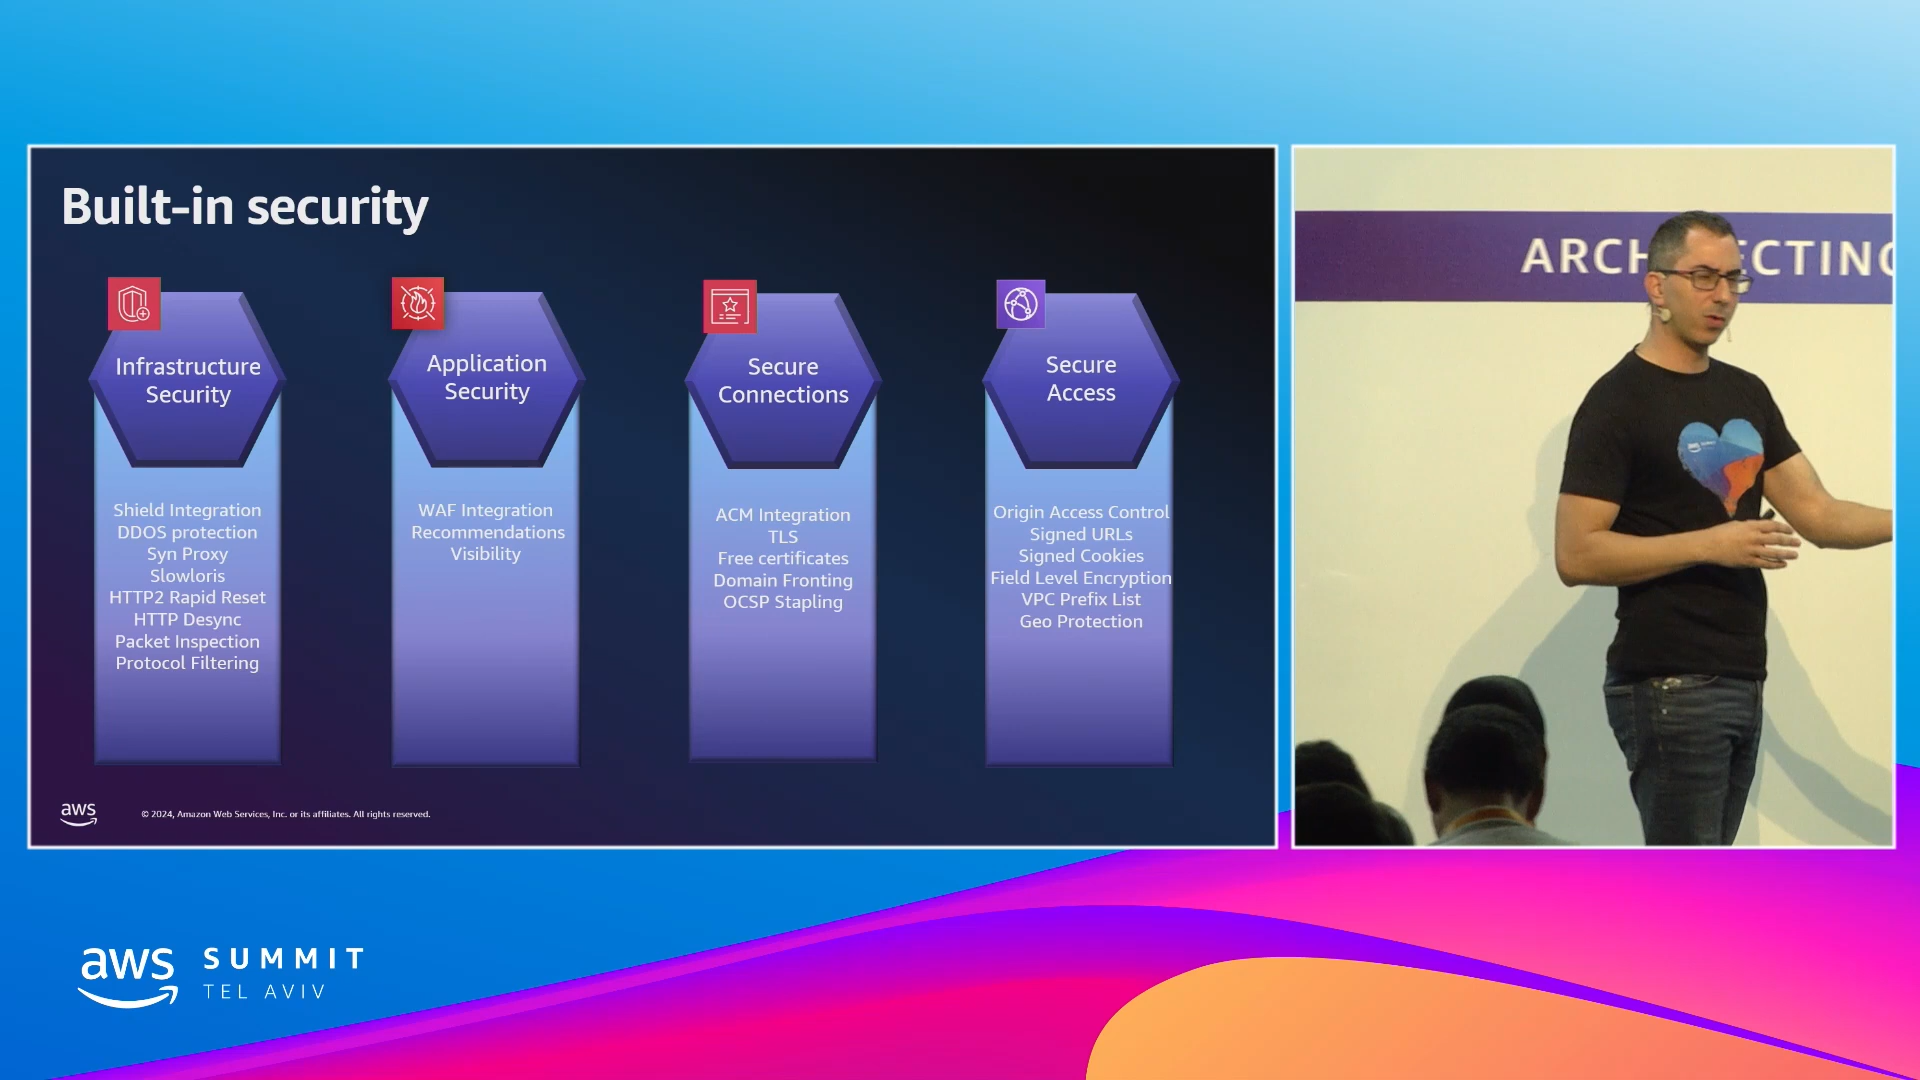 Built-in security
Infrastructure
Security
Shield Integration
DDOS protection
Syn Proxy
Slowloris
HTTP2 Rapid Reset
HTTP Desync
Packet Inspection
Protocol Filtering
Application
Security
WAF Integration
Recommendations
Visibility
Secure
Connections
ACM Integration
TLS
Free certificates
Domain Fronting
OCSP Stapling
Secure
Access
Origin Access Control
Signed URLs
Signed Cookies
Field Level Encryption
VPC Prefix List
Geo Protection
aws
© 2024, Amazon Web Services, Inc. or its affiliates. All rights reserved.
aws
SUMMIT
TEL AVIV